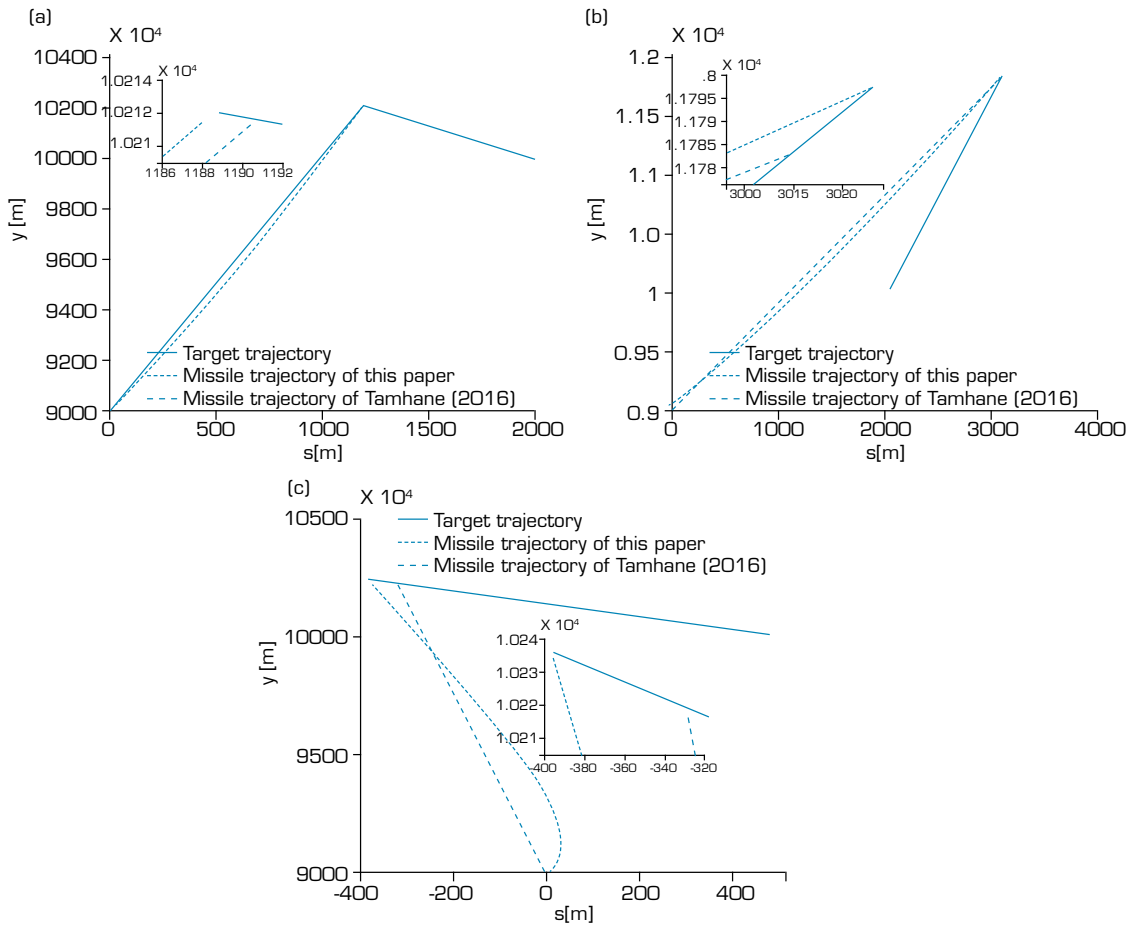 (a)
X 10⁴
10400
10200
10000
9800
9600
9400
9200
9000
y [m]
0
500
1000
1500
2000
s[m]
X 10⁴
1.0214
1.0212
1.021
1186
1188
1190
1192
Target trajectory
Missile trajectory of this paper
Missile trajectory of Tamhane (2016)
(b)
X 10⁴
1.2
1.15
1.1
1.05
1.0
1
0.95
0.9
y [m]
0
1000
2000
3000
4000
s[m]
X 10⁴
.8
1.1795
1.179
1.1785
1.178
3000
3015
3020
Target trajectory
Missile trajectory of this paper
Missile trajectory of Tamhane (2016)
(c)
X 10⁴
10500
10000
9500
9000
y [m]
-400
-200
0
200
400
s[m]
Target trajectory
Missile trajectory of this paper
Missile trajectory of Tamhane (2016)
X 10⁴
1.024
1.023
1.022
1.021
-400
-380
-360
-340
-320